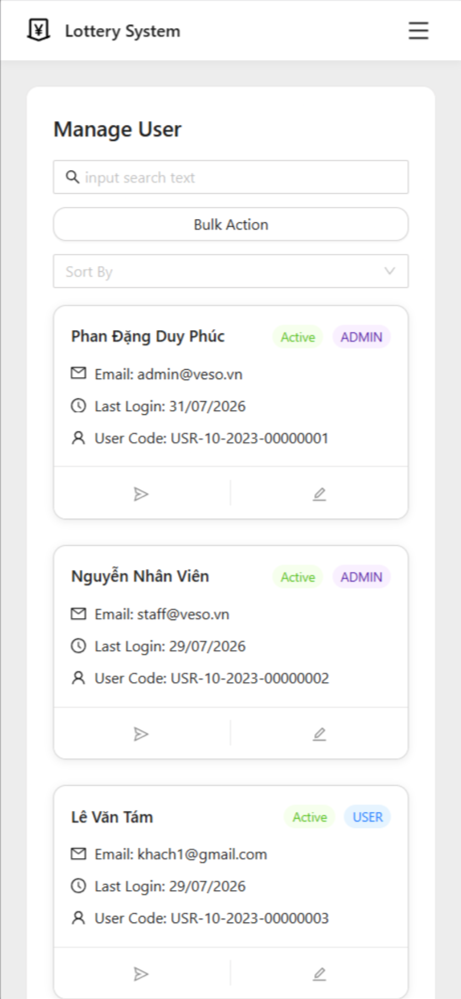 Lottery System
Manage User
input search text
Bulk Action
Sort By
Phan Đặng Duy Phúc Active ADMIN
Email: admin@veso.vn
Last Login: 31/07/2026
User Code: USR-10-2023-00000001
Nguyễn Nhân Viên Active ADMIN
Email: staff@veso.vn
Last Login: 29/07/2026
User Code: USR-10-2023-00000002
Lê Văn Tám Active USER
Email: khach1@gmail.com
Last Login: 29/07/2026
User Code: USR-10-2023-00000003